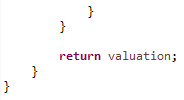 }
        }

        return valuation;
    }
}